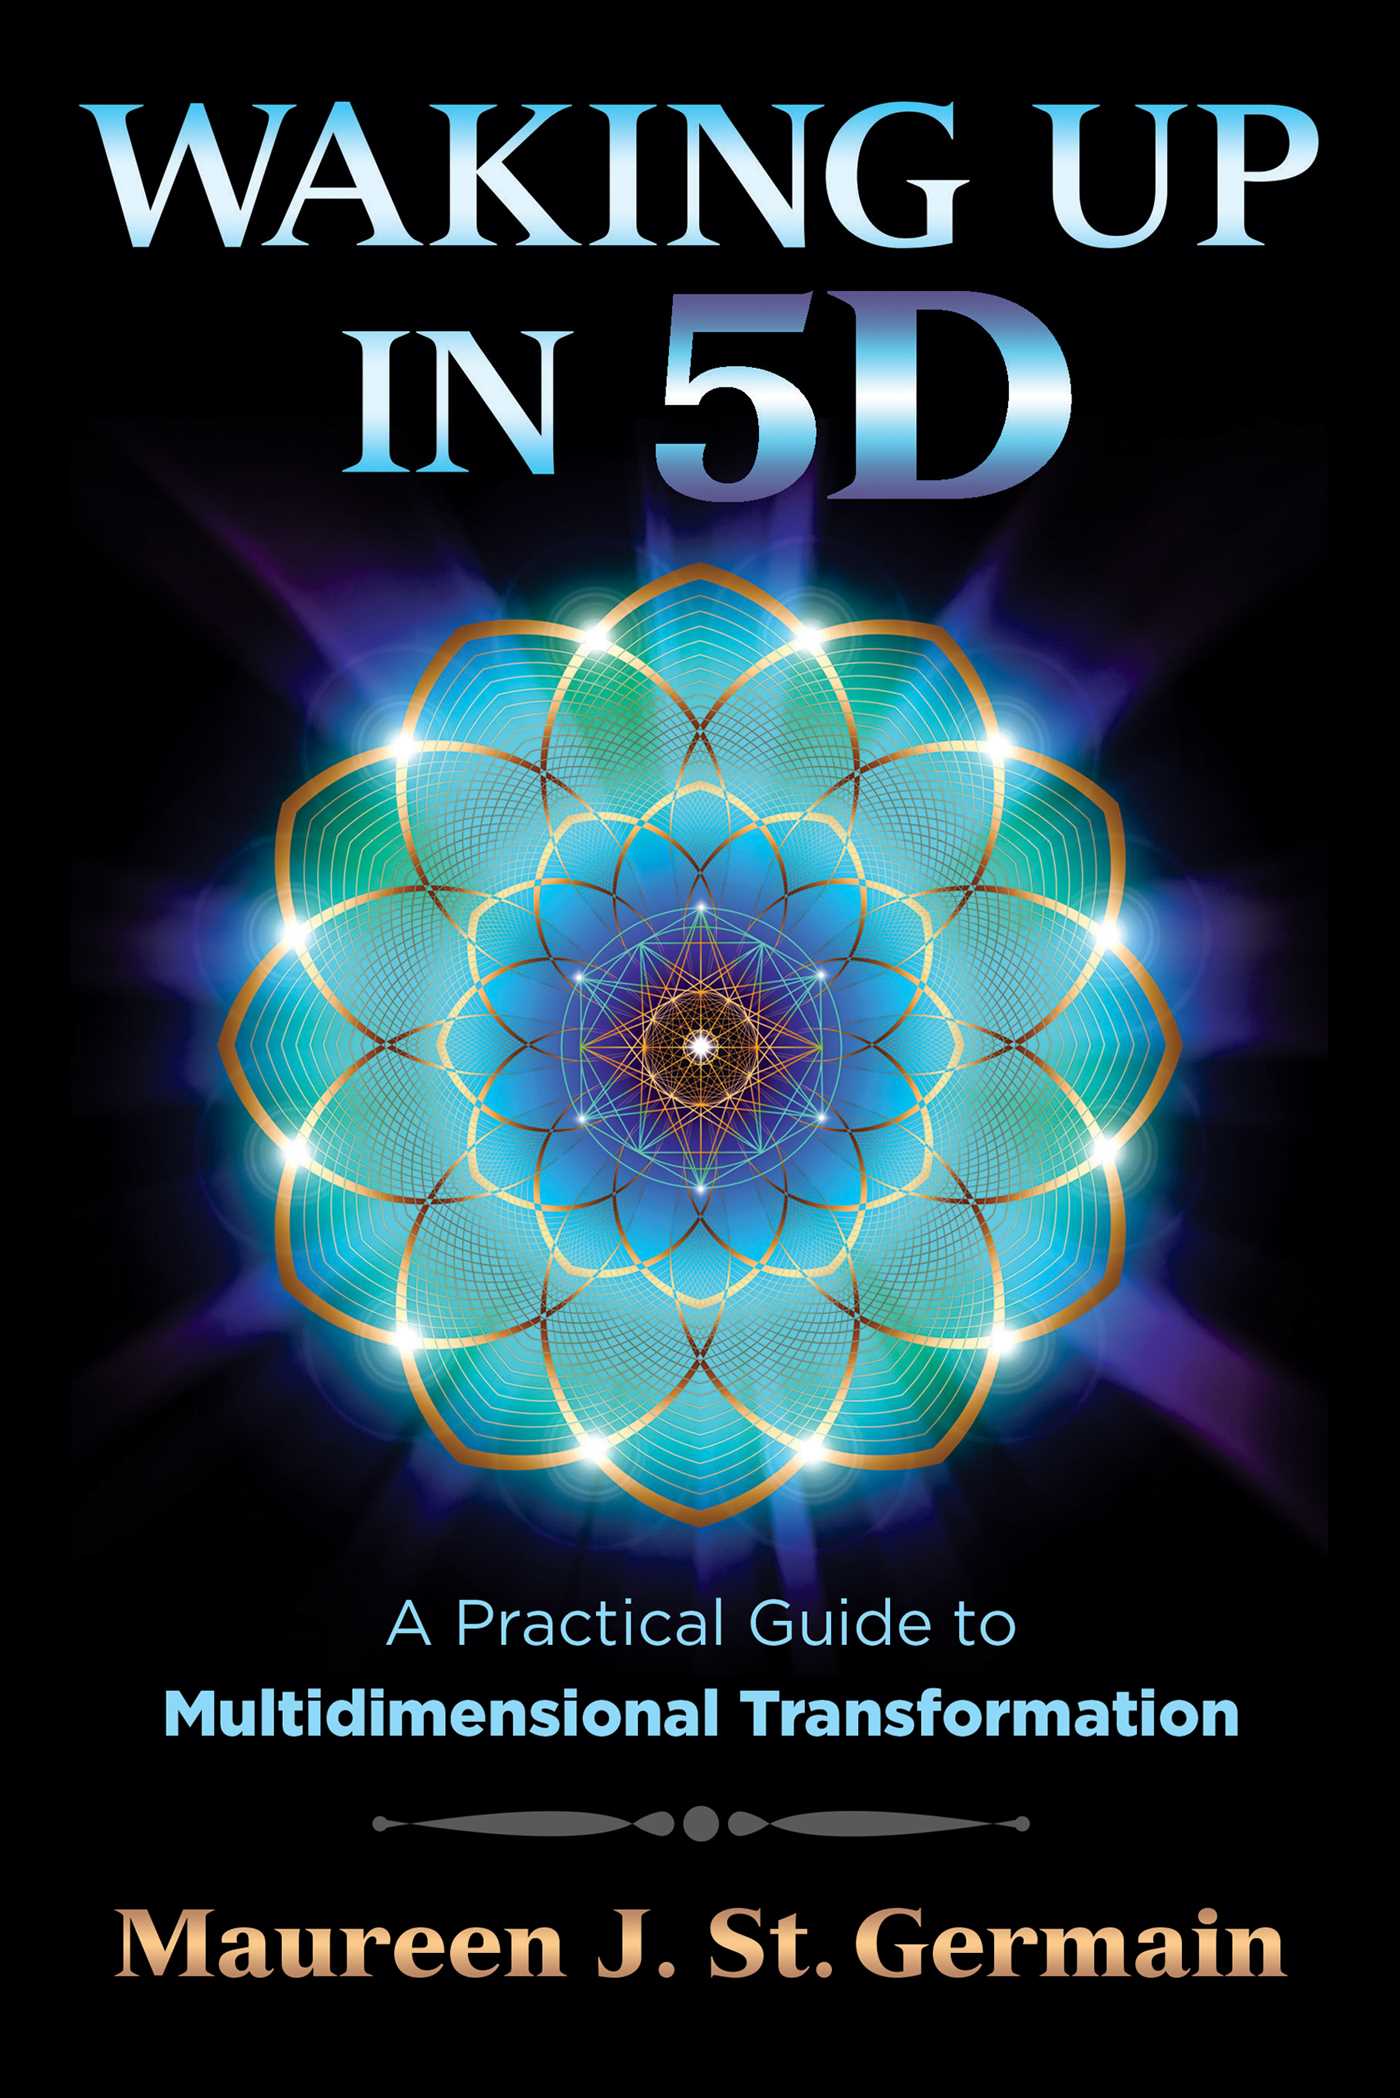 WAKING UP
IN 5D
A Practical Guide to
Multidimensional Transformation
Maureen J. St. Germain